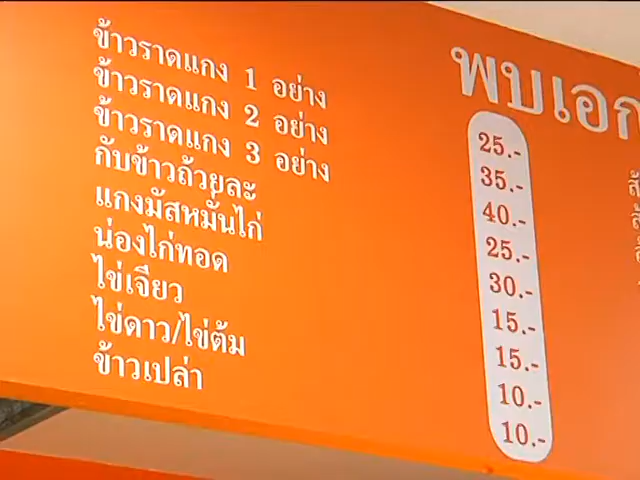 พบเอก
ข้าวราดแกง 1 อย่าง 25.-
ข้าวราดแกง 2 อย่าง 35.-
ข้าวราดแกง 3 อย่าง 40.-
กับข้าวถ้วยละ 25.-
แกงมัสหมั่นไก่ 30.-
น่องไก่ทอด 15.-
ไข่เจียว 15.-
ไข่ดาว/ไข่ต้ม 10.-
ข้าวเปล่า 10.-